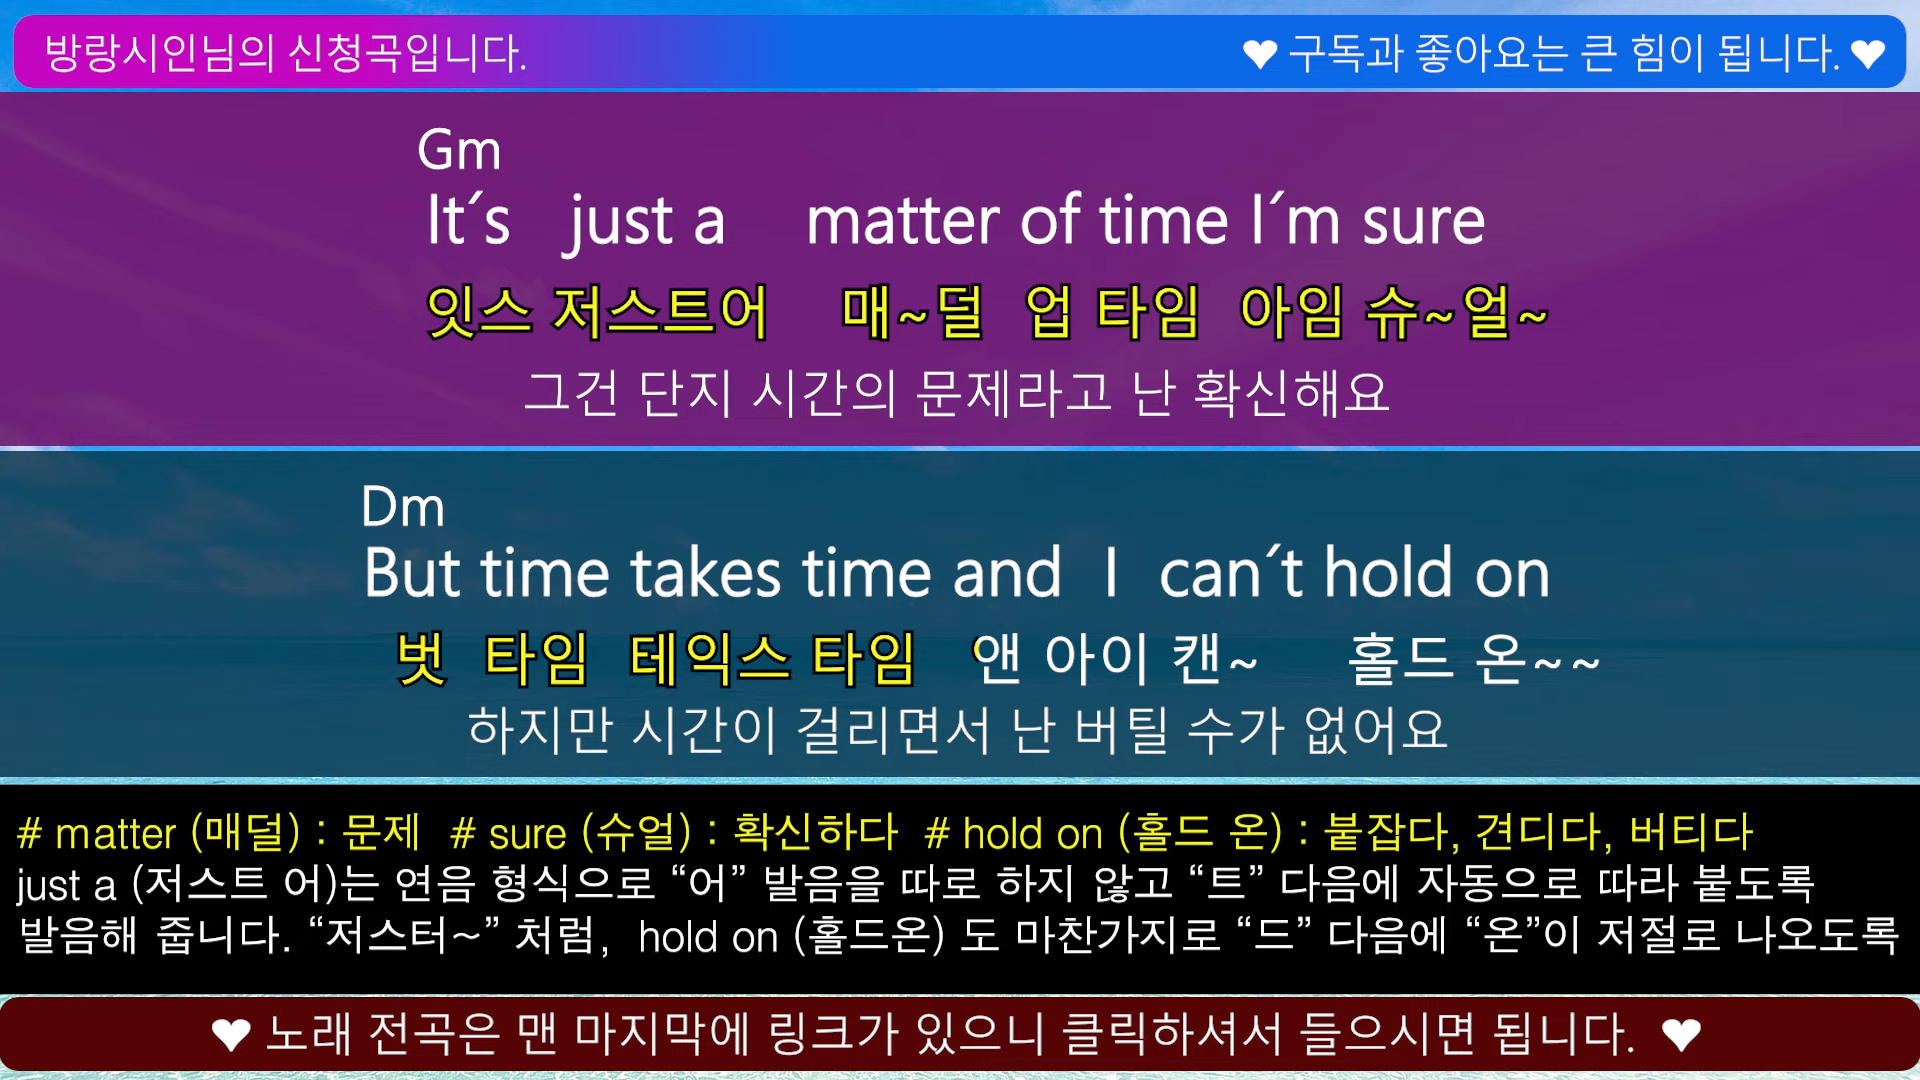 방랑시인님의 신청곡입니다.
♥ 구독과 좋아요는 큰 힘이 됩니다. ♥
Gm
It´s just a matter of time I´m sure
잇스 저스트어 매~덜 업 타임 아임 슈~얼~
그건 단지 시간의 문제라고 난 확신해요
Dm
But time takes time and I can´t hold on
벗 타임 테익스 타임 앤 아이 캔~ 홀드 온~~
하지만 시간이 걸리면서 난 버틸 수가 없어요
# matter (매덜) : 문제 # sure (슈얼) : 확신하다 # hold on (홀드 온) : 붙잡다, 견디다, 버티다
just a (저스트 어)는 연음 형식으로 “어” 발음을 따로 하지 않고 “트” 다음에 자동으로 따라 붙도록
발음해 줍니다. “저스터~” 처럼, hold on (홀드온) 도 마찬가지로 “드” 다음에 “온”이 저절로 나오도록
♥ 노래 전곡은 맨 마지막에 링크가 있으니 클릭하셔서 들으시면 됩니다. ♥